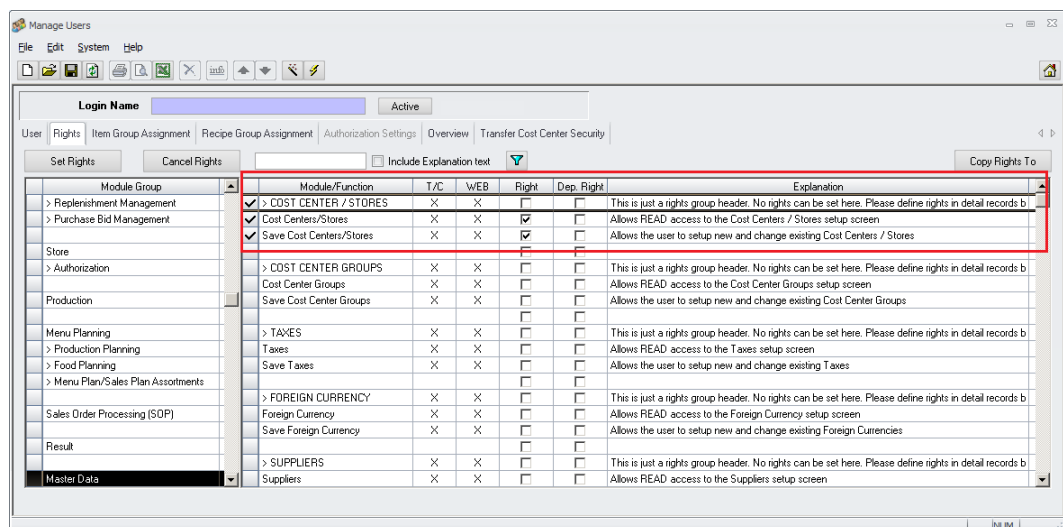 Manage Users
File Edit System Help
info
Login Name Active
User Rights Item Group Assignment Recipe Group Assignment Authorization Settings Overview Transfer Cost Center Security
Set Rights Cancel Rights Include Explanation text Copy Rights To
Module Group Module/Function T/C WEB Right Dep. Right Explanation
> Replenishment Management > COST CENTER / STORES X X This is just a rights group header. No rights can be set here. Please define rights in detail records b
> Purchase Bid Management Cost Centers/Stores X X Allows READ access to the Cost Centers / Stores setup screen
Save Cost Centers/Stores X X Allows the user to setup new and change existing Cost Centers / Stores
Store
> Authorization > COST CENTER GROUPS X X This is just a rights group header. No rights can be set here. Please define rights in detail records b
Cost Center Groups X X Allows READ access to the Cost Center Groups setup screen
Production Save Cost Center Groups X X Allows the user to setup new and change existing Cost Center Groups
Menu Planning > TAXES X X This is just a rights group header. No rights can be set here. Please define rights in detail records b
> Production Planning Taxes X X Allows READ access to the Taxes setup screen
> Food Planning Save Taxes X X Allows the user to setup new and change existing Taxes
> Menu Plan/Sales Plan Assortments
> FOREIGN CURRENCY X X This is just a rights group header. No rights can be set here. Please define rights in detail records b
Sales Order Processing (SOP) Foreign Currency X X Allows READ access to the Foreign Currency setup screen
Save Foreign Currency X X Allows the user to setup new and change existing Foreign Currencies
Result
> SUPPLIERS X X This is just a rights group header. No rights can be set here. Please define rights in detail records b
Master Data Suppliers X X Allows READ access to the Suppliers setup screen
NUM